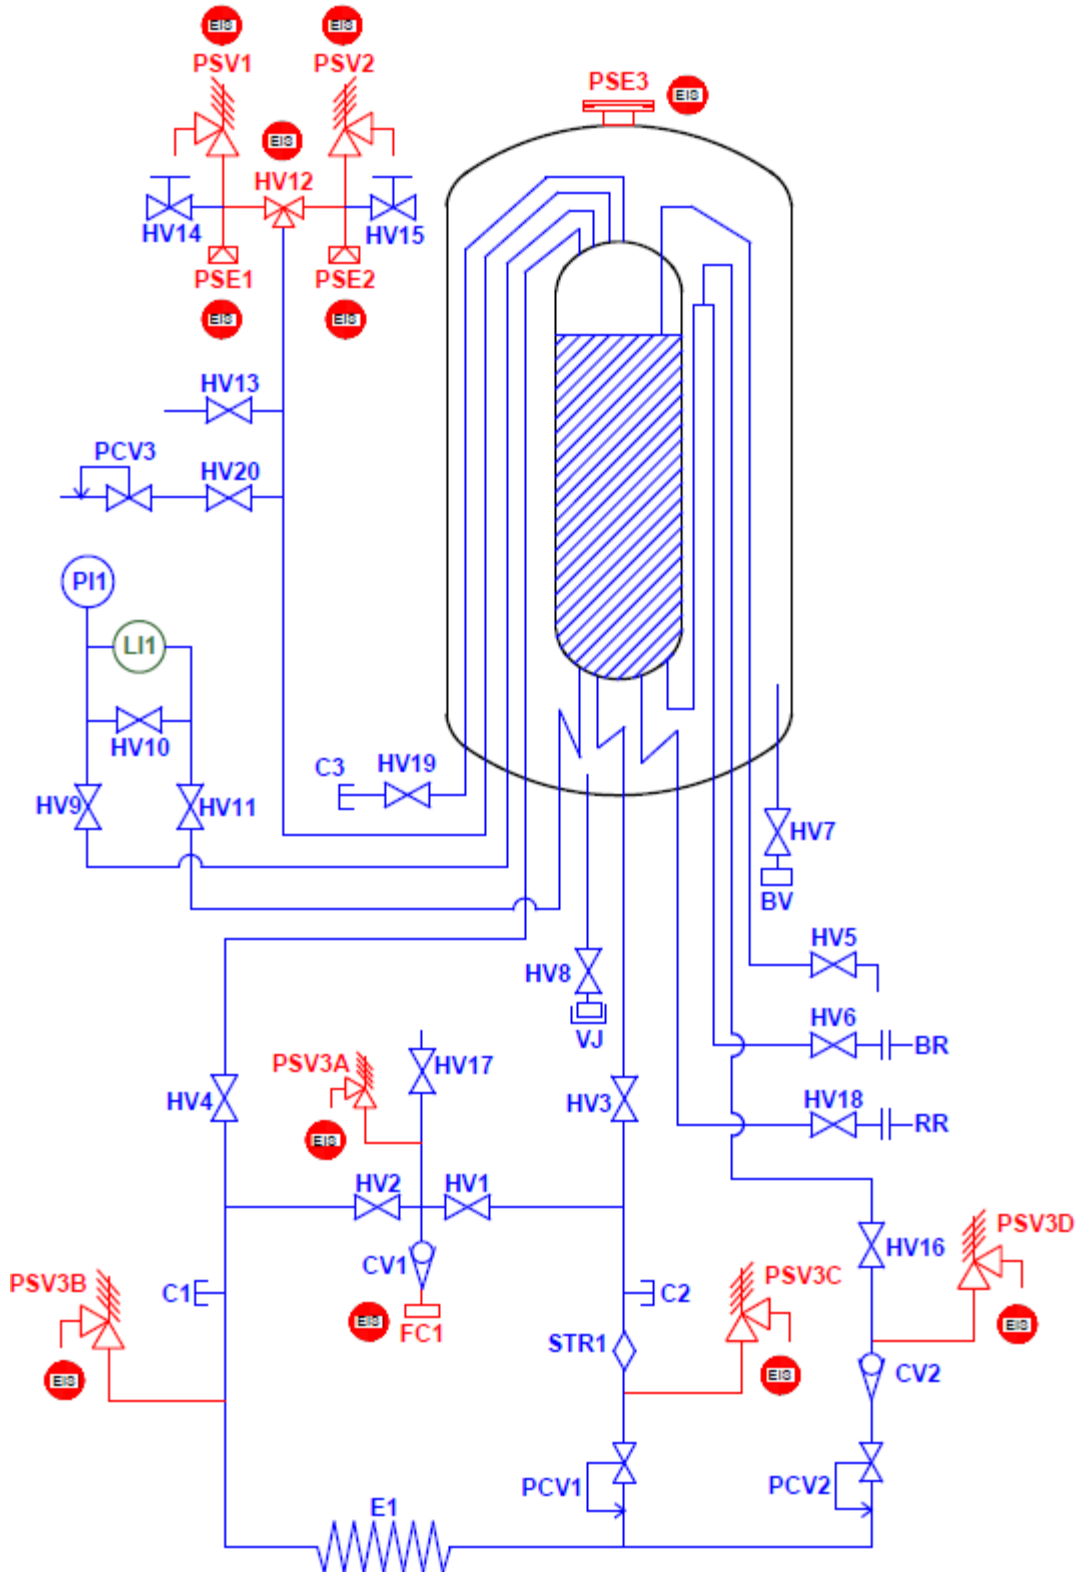 EIS EIS
PSV1 PSV2
PSE3 EIS
EIS
HV12
HV14 HV15
PSE1 PSE2
EIS EIS
HV13
PCV3 HV20
PI1
LI1
HV10
C3 HV19
HV9 HV11
HV7
BV
HV5
HV8
VJ
HV6 BR
PSV3A HV17
HV4 HV3
HV18 RR
EIS
HV2 HV1
PSV3D
HV16
CV1
PSV3B PSV3C
C1 C2
EIS FC1 EIS
STR1
EIS EIS CV2
PCV1 PCV2
E1